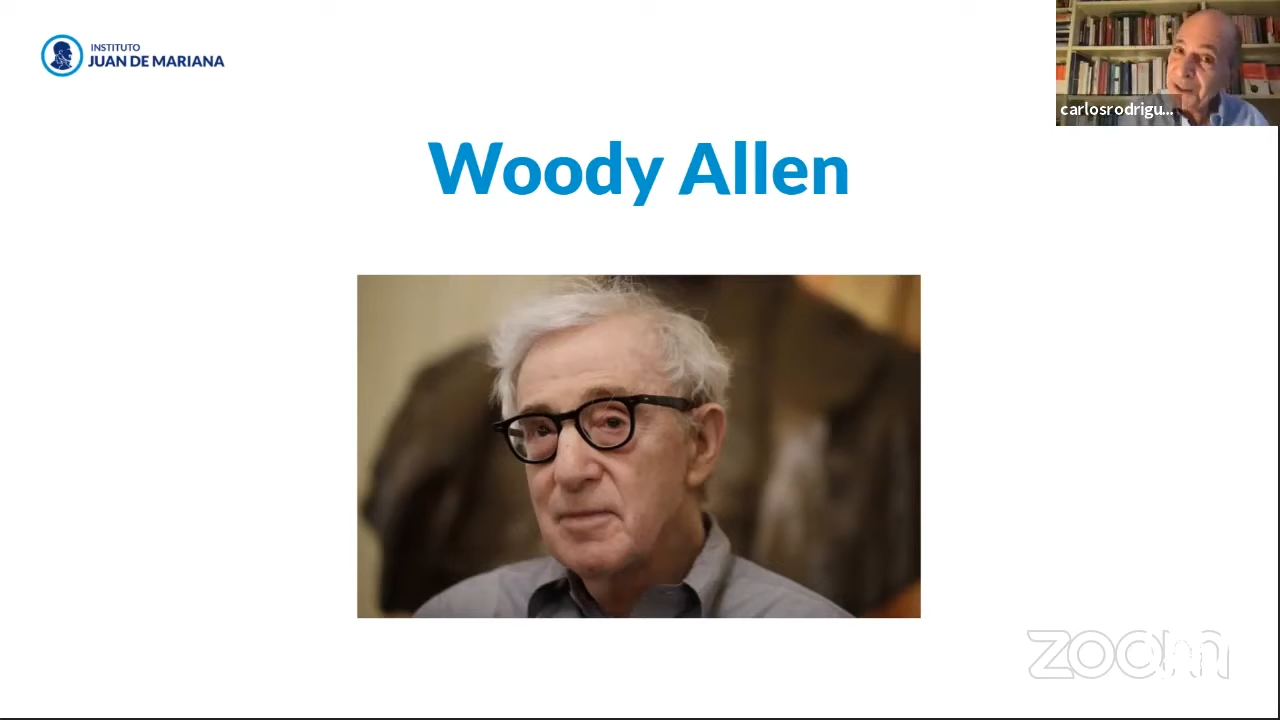 INSTITUTO
JUAN DE MARIANA
carlosrodrigu...
Woody Allen
zoom